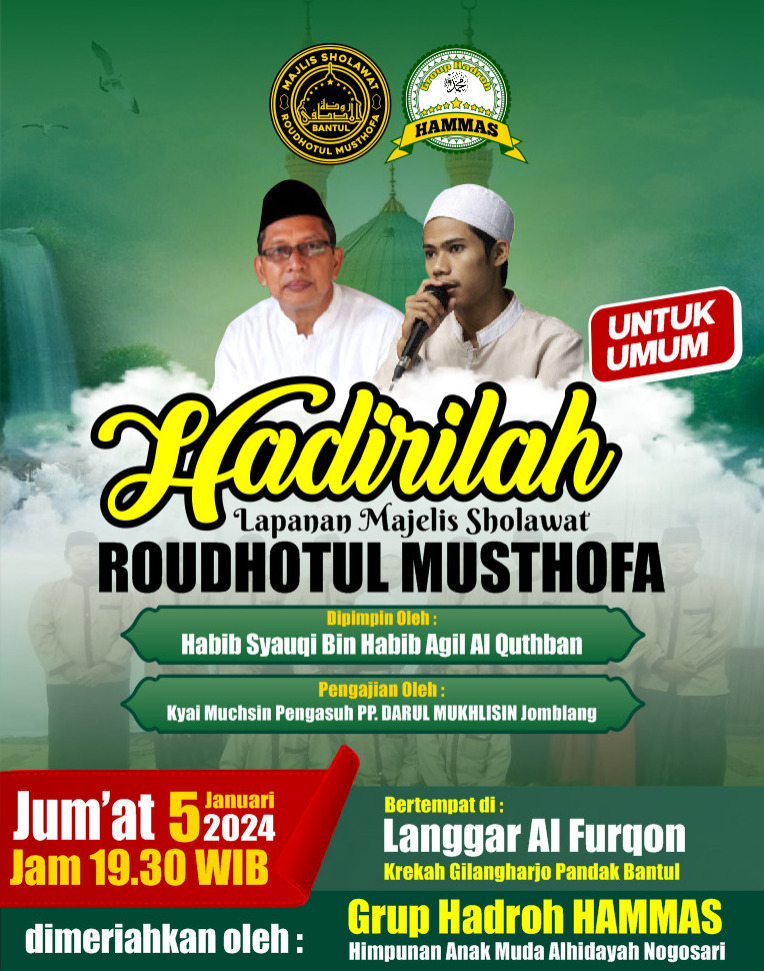 MAJLIS SHOLAWAT
BANTUL
ROUDHOTUL MUSTHOFA
Group Hadroh
HAMMAS
UNTUK
UMUM
Hadirilah
Lapanan Majelis Sholawat
ROUDHOTUL MUSTHOFA
Dipimpin Oleh :
Habib Syauqi Bin Habib Agil Al Quthban
Pengajian Oleh :
Kyai Muchsin Pengasuh PP. DARUL MUKHLISIN Jomblang
Jum'at 5 Januari 2024
Jam 19.30 WIB
Bertempat di :
Langgar Al Furqon
Krekah Gilangharjo Pandak Bantul
dimeriahkan oleh :
Grup Hadroh HAMMAS
Himpunan Anak Muda Alhidayah Nogosari